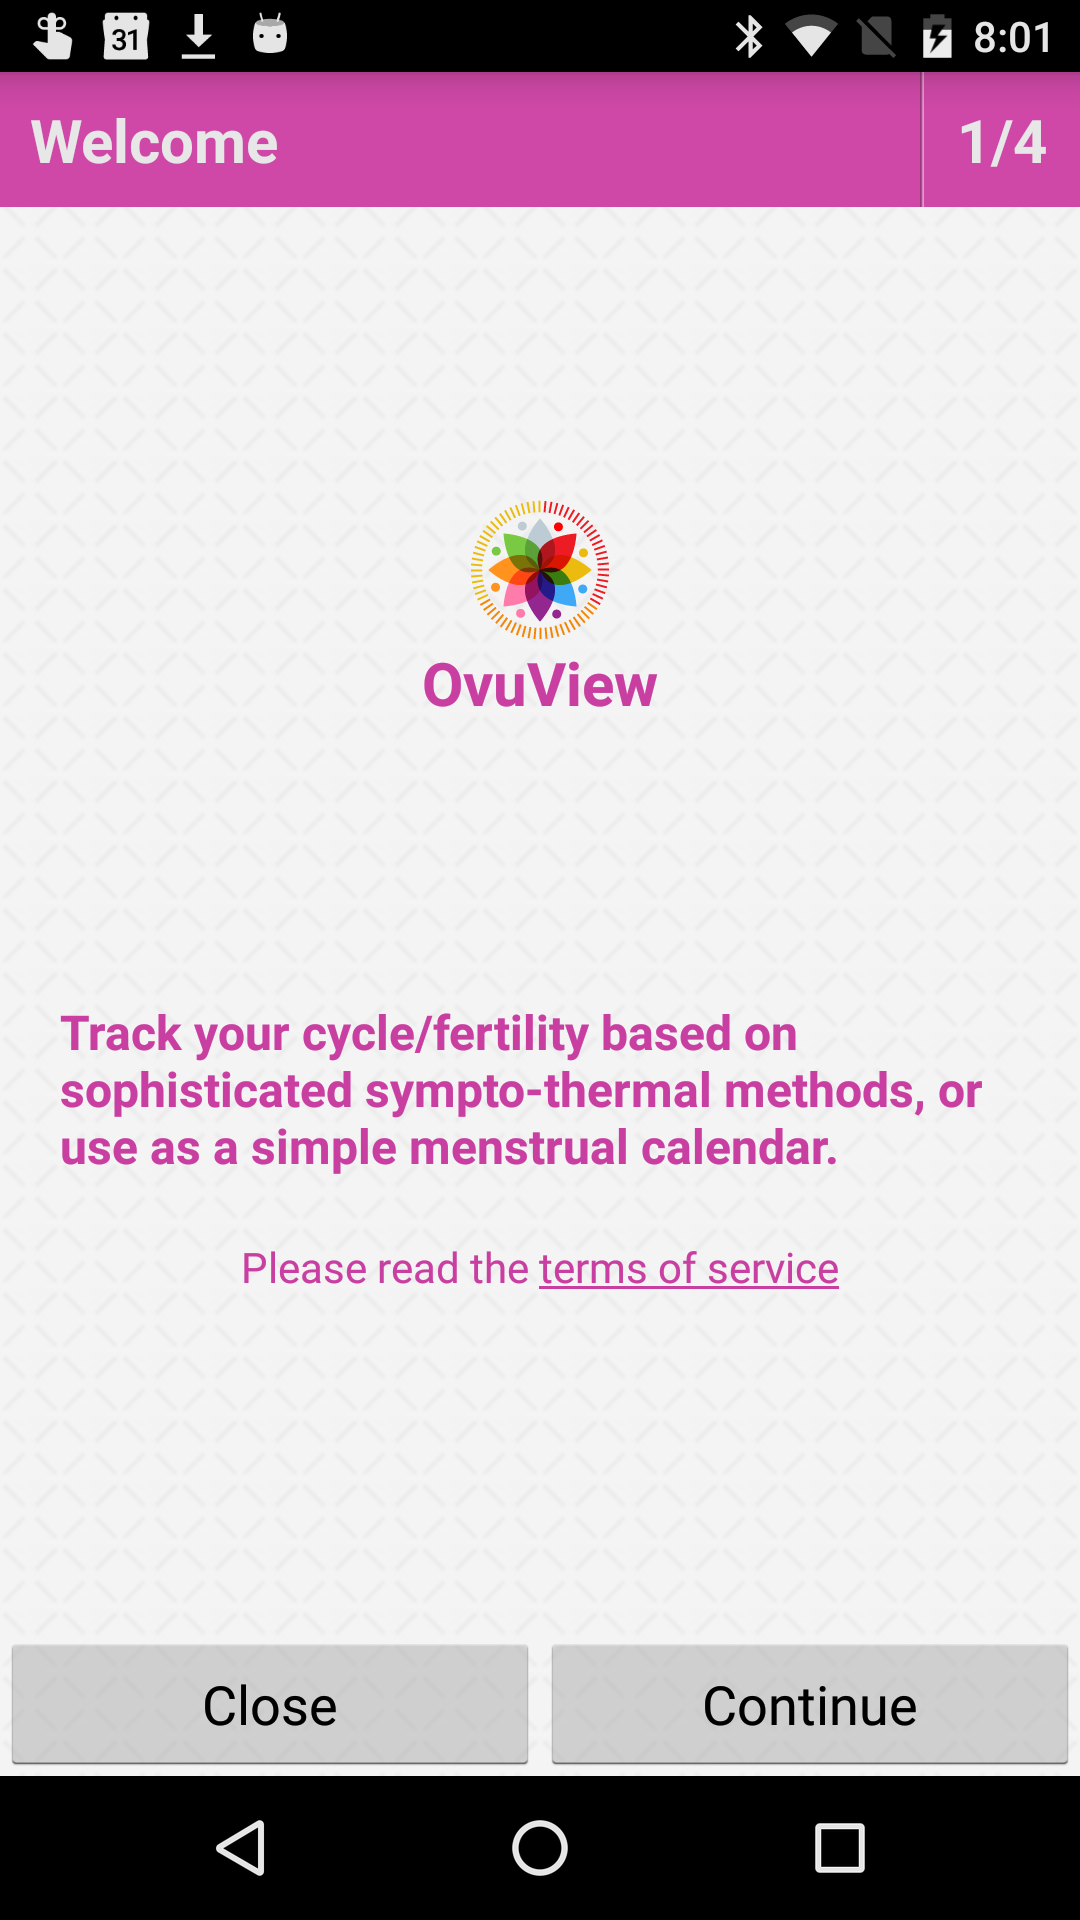 31
8:01
Welcome
1/4
OvuView
Track your cycle/fertility based on
sophisticated sympto-thermal methods, or
use as a simple menstrual calendar.
Please read the terms of service
Close
Continue